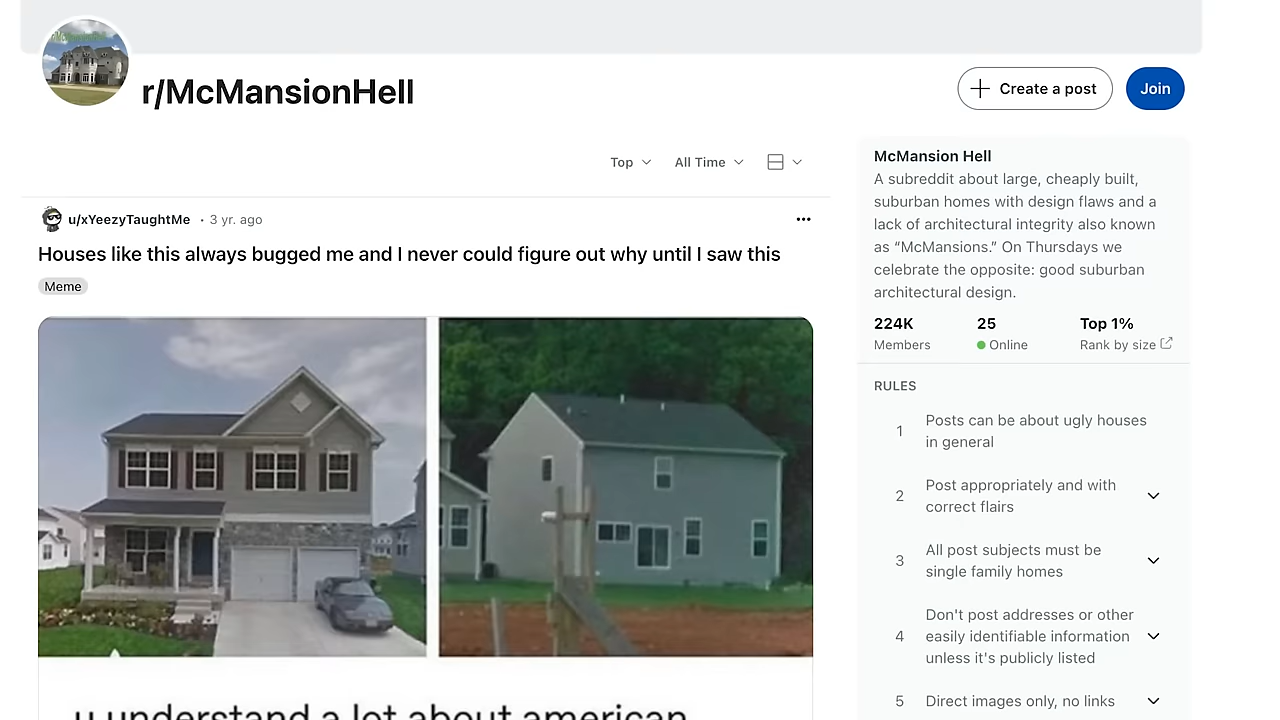 r/McMansionHell
r/McMansionHell
Create a post
Join
Top
All Time
u/xYeezyTaughtMe • 3 yr. ago
Houses like this always bugged me and I never could figure out why until I saw this
Meme
u understand a lot about american
McMansion Hell
A subreddit about large, cheaply built,
suburban homes with design flaws and a
lack of architectural integrity also known
as “McMansions.” On Thursdays we
celebrate the opposite: good suburban
architectural design.
224K 25 Top 1%
Members Online Rank by size
RULES
1 Posts can be about ugly houses
in general
2 Post appropriately and with
correct flairs
3 All post subjects must be
single family homes
4 Don't post addresses or other
easily identifiable information
unless it's publicly listed
5 Direct images only, no links